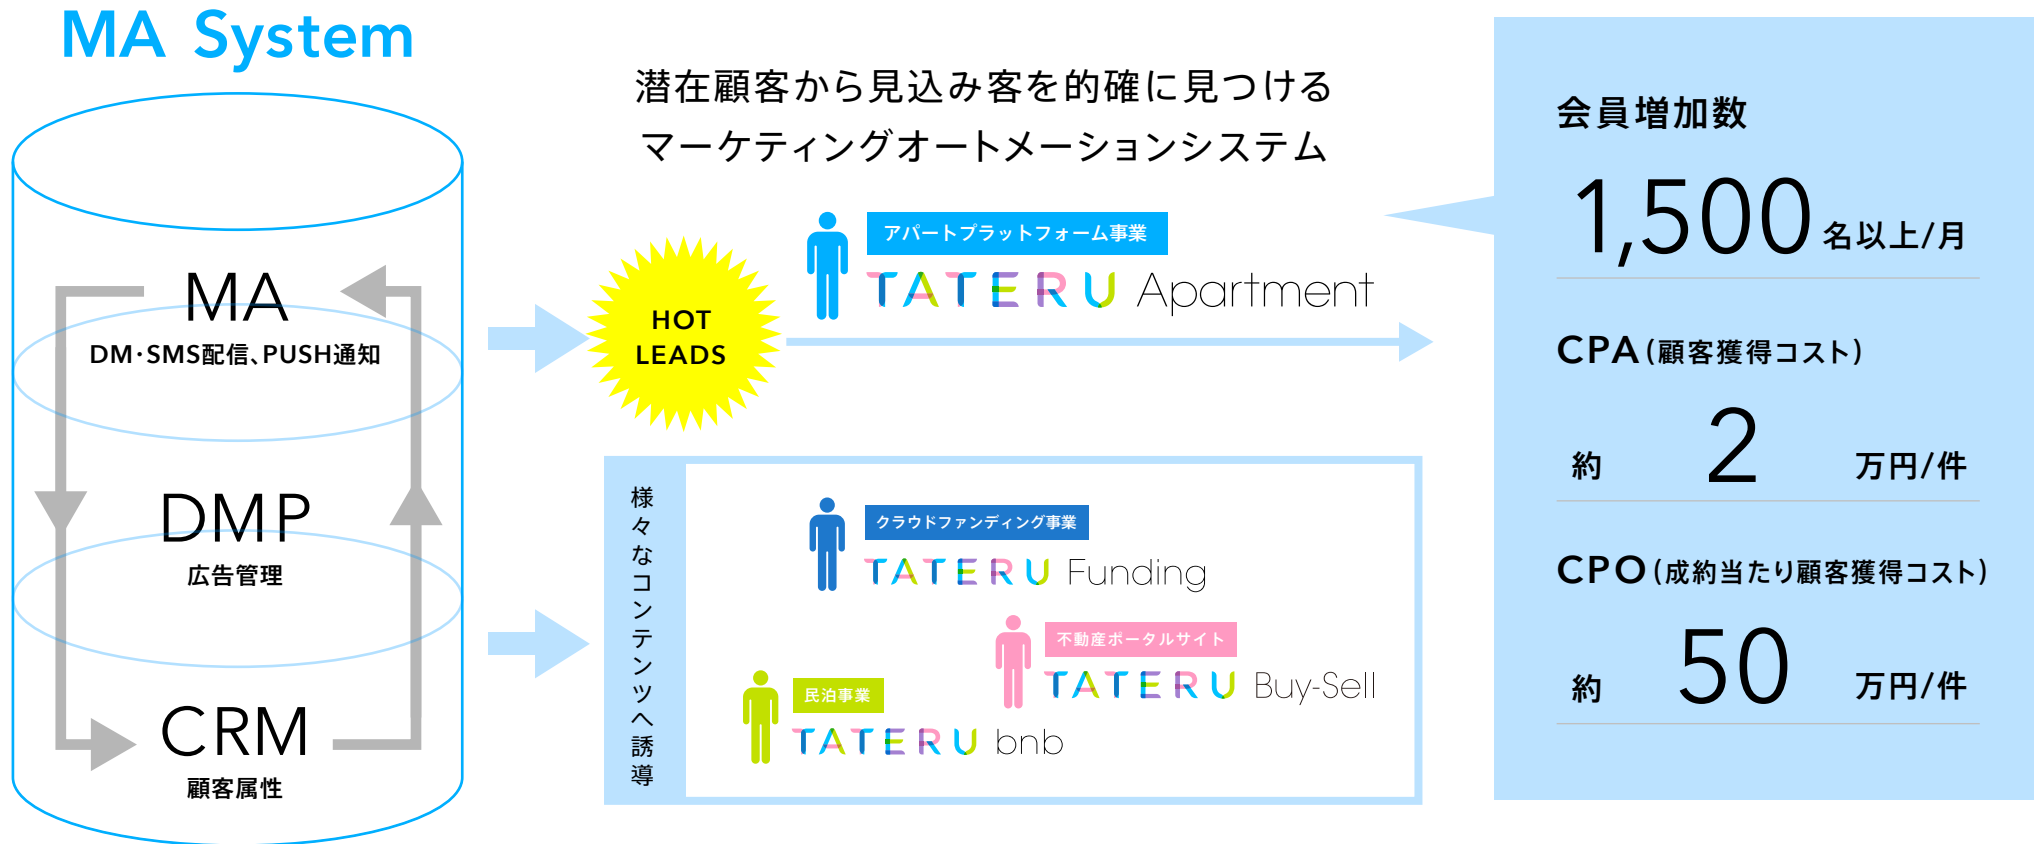 MA System
MA
DM・SMS配信、PUSH通知
DMP
広告管理
CRM
顧客属性
潜在顧客から見込み客を的確に見つける
マーケティングオートメーションシステム
HOT
LEADS
アパートプラットフォーム事業
TATERU Apartment
様々なコンテンツへ誘導
クラウドファンディング事業
TATERU Funding
不動産ポータルサイト
TATERU Buy-Sell
民泊事業
TATERU bnb
会員増加数
1,500名以上/月
CPA(顧客獲得コスト)
約 2 万円/件
CPO(成約当たり顧客獲得コスト)
約 50 万円/件